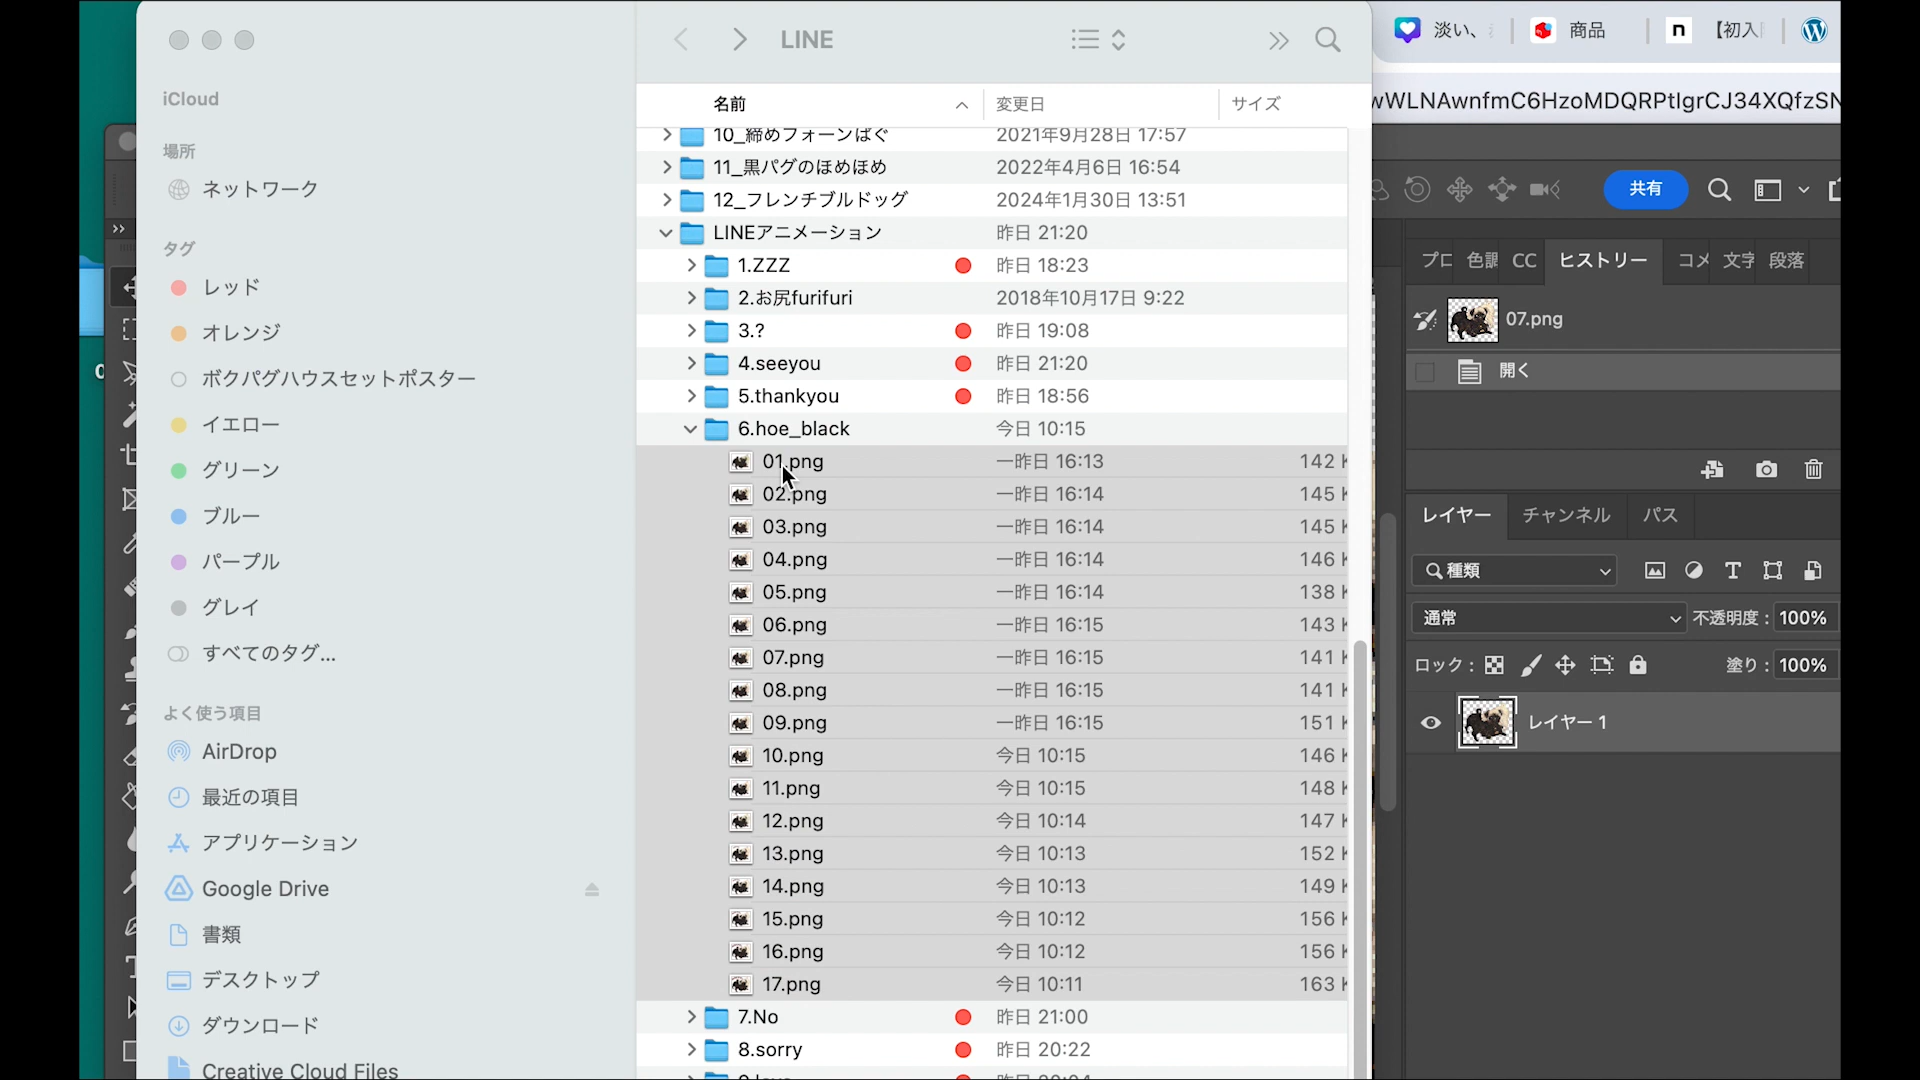 LINE
淡い、
商品
【初入
iCloud
場所
ネットワーク
タグ
レッド
オレンジ
ボクパグハウスセットポスター
イエロー
グリーン
ブルー
パープル
グレイ
すべてのタグ...
よく使う項目
AirDrop
最近の項目
アプリケーション
Google Drive
書類
デスクトップ
ダウンロード
Creative Cloud Files
名前 変更日 サイズ
10_締めフォーンぱぐ 2021年9月28日 17:57
11_黒パグのほめほめ 2022年4月6日 16:54
12_フレンチブルドッグ 2024年1月30日 13:51
LINEアニメーション 昨日 21:20
1.ZZZ 昨日 18:23
2.お尻furifuri 2018年10月17日 9:22
3.? 昨日 19:08
4.seeyou 昨日 21:20
5.thankyou 昨日 18:56
6.hoe_black 今日 10:15
01.png 一昨日 16:13 142 K
02.png 一昨日 16:14 145 K
03.png 一昨日 16:14 145 K
04.png 一昨日 16:14 146 K
05.png 一昨日 16:14 138 K
06.png 一昨日 16:15 143 K
07.png 一昨日 16:15 141 K
08.png 一昨日 16:15 141 K
09.png 一昨日 16:15 151 K
10.png 今日 10:15 146 K
11.png 今日 10:15 148 K
12.png 今日 10:14 147 K
13.png 今日 10:13 152 K
14.png 今日 10:13 149 K
15.png 今日 10:12 156 K
16.png 今日 10:12 156 K
17.png 今日 10:11 163 K
7.No 昨日 21:00
8.sorry 昨日 20:22
wWLNAwnfmC6HzoMDQRPtIgrCJ34XQfzSN
共有
プロ 色調 CC ヒストリー コメ 文字 段落
07.png
開く
レイヤー チャンネル パス
種類
通常 不透明度 : 100%
ロック : 塗り : 100%
レイヤー 1